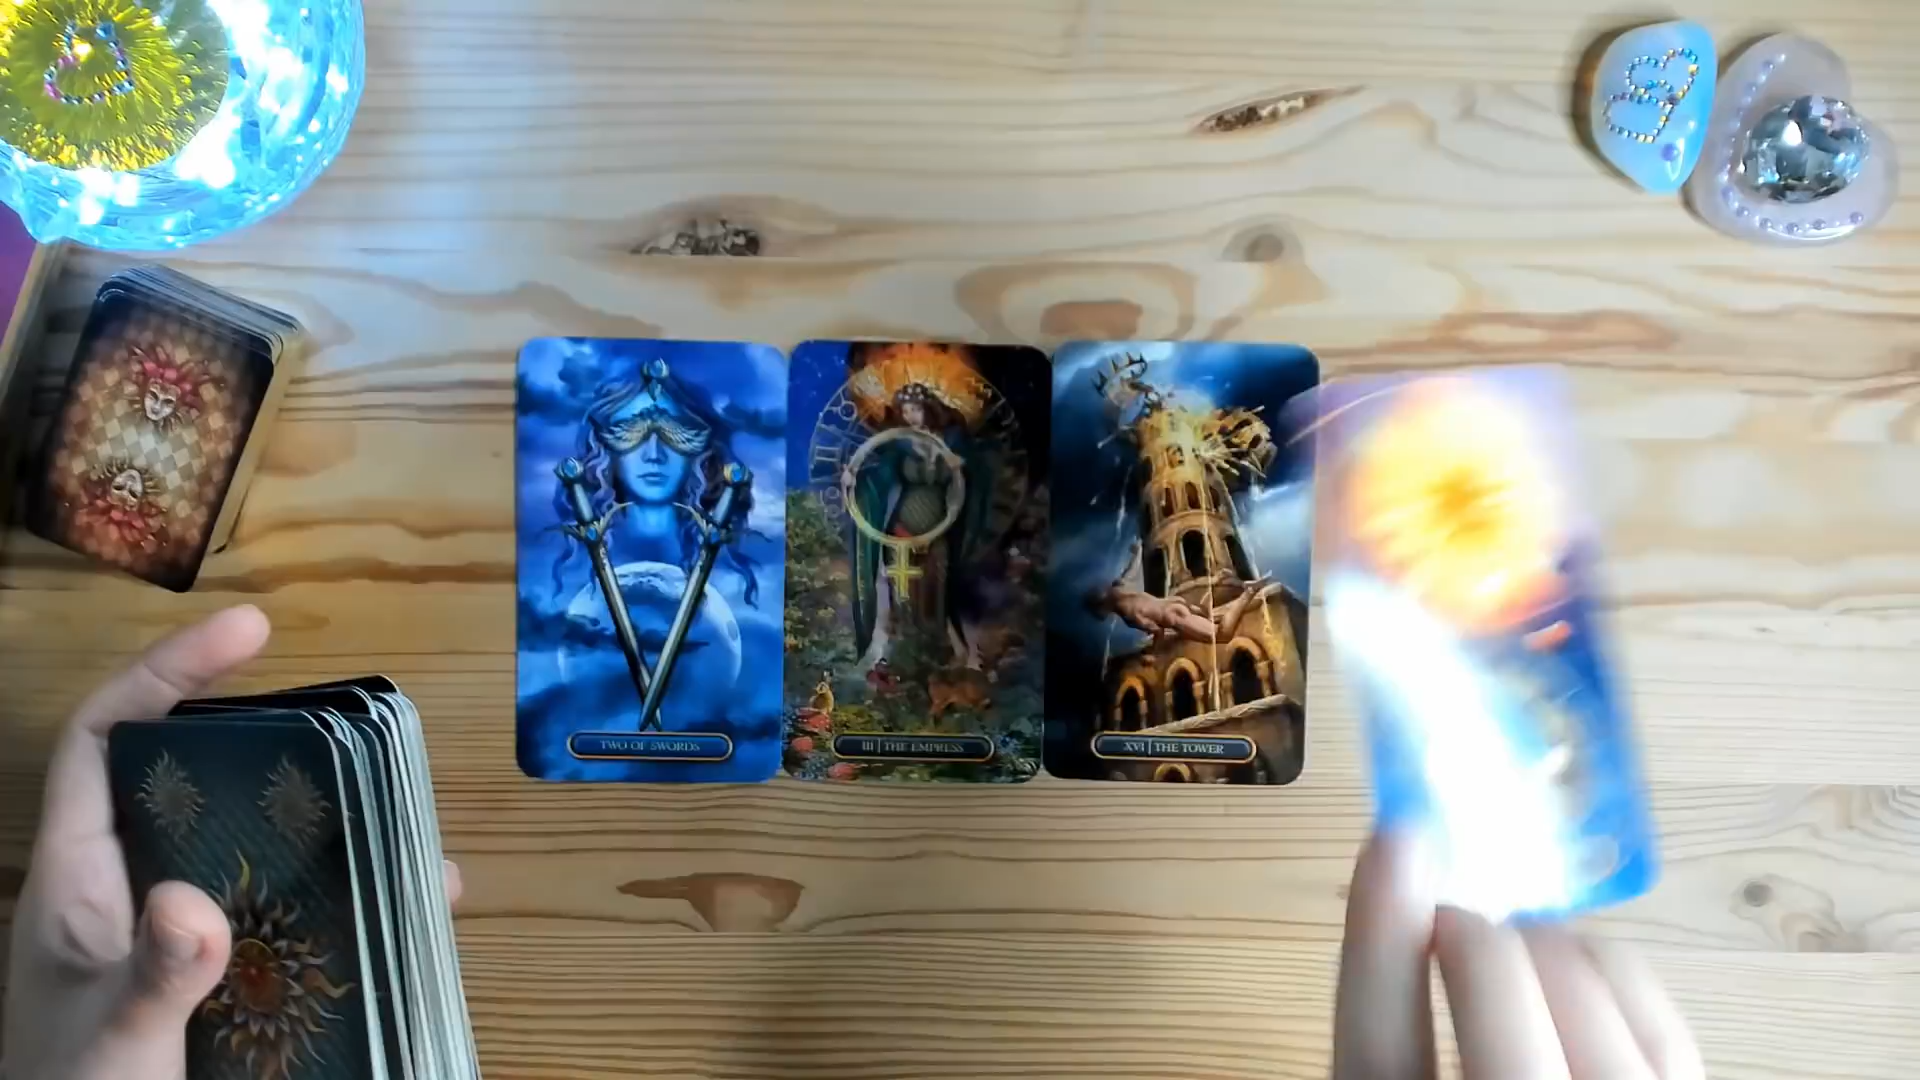 TWO OF SWORDS
III | THE EMPRESS
XVI | THE TOWER